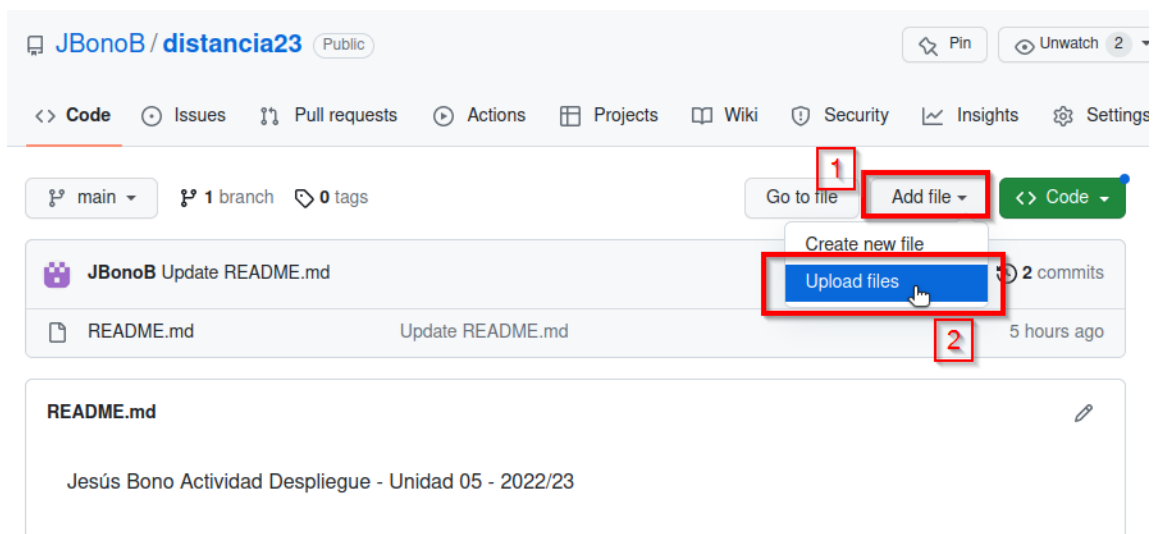 JBonoB / distancia23 Public Pin Unwatch 2
<> Code Issues Pull requests Actions Projects Wiki Security Insights Settings
1
main 1 branch 0 tags Go to file Add file <> Code
Create new file
JBonoB Update README.md 2 commits
Upload files
README.md Update README.md 5 hours ago
2
README.md
Jesús Bono Actividad Despliegue - Unidad 05 - 2022/23